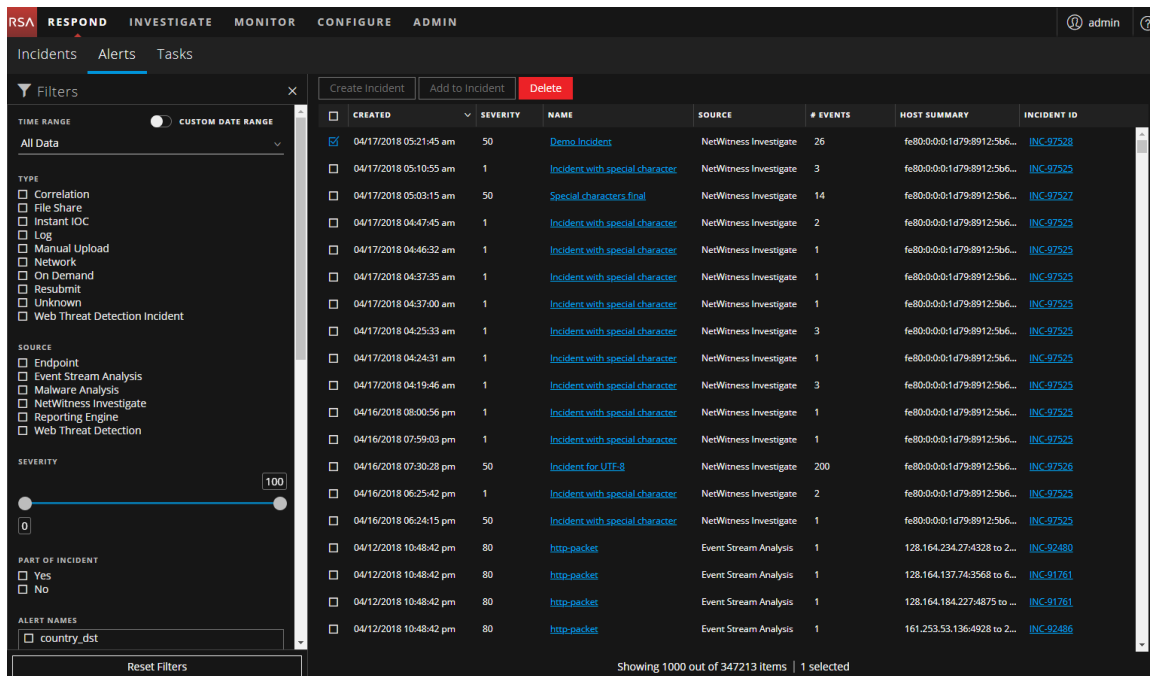 RSA RESPOND INVESTIGATE MONITOR CONFIGURE ADMIN admin ?
Incidents Alerts Tasks
Filters ×
TIME RANGE CUSTOM DATE RANGE
All Data
TYPE
Correlation
File Share
Instant IOC
Log
Manual Upload
Network
On Demand
Resubmit
Unknown
Web Threat Detection Incident
SOURCE
Endpoint
Event Stream Analysis
Malware Analysis
NetWitness Investigate
Reporting Engine
Web Threat Detection
SEVERITY
100
0
PART OF INCIDENT
Yes
No
ALERT NAMES
country_dst
Reset Filters
Create Incident Add to Incident Delete
CREATED SEVERITY NAME SOURCE # EVENTS HOST SUMMARY INCIDENT ID
04/17/2018 05:21:45 am 50 Demo Incident NetWitness Investigate 26 fe80:0:0:0:1d79:8912:5b6... INC-97528
04/17/2018 05:10:55 am 1 Incident with special character NetWitness Investigate 3 fe80:0:0:0:1d79:8912:5b6... INC-97525
04/17/2018 05:03:15 am 50 Special characters final NetWitness Investigate 14 fe80:0:0:0:1d79:8912:5b6... INC-97527
04/17/2018 04:47:45 am 1 Incident with special character NetWitness Investigate 2 fe80:0:0:0:1d79:8912:5b6... INC-97525
04/17/2018 04:46:32 am 1 Incident with special character NetWitness Investigate 1 fe80:0:0:0:1d79:8912:5b6... INC-97525
04/17/2018 04:37:35 am 1 Incident with special character NetWitness Investigate 1 fe80:0:0:0:1d79:8912:5b6... INC-97525
04/17/2018 04:37:00 am 1 Incident with special character NetWitness Investigate 1 fe80:0:0:0:1d79:8912:5b6... INC-97525
04/17/2018 04:25:33 am 1 Incident with special character NetWitness Investigate 3 fe80:0:0:0:1d79:8912:5b6... INC-97525
04/17/2018 04:24:31 am 1 Incident with special character NetWitness Investigate 1 fe80:0:0:0:1d79:8912:5b6... INC-97525
04/17/2018 04:19:46 am 1 Incident with special character NetWitness Investigate 3 fe80:0:0:0:1d79:8912:5b6... INC-97525
04/16/2018 08:00:56 pm 1 Incident with special character NetWitness Investigate 1 fe80:0:0:0:1d79:8912:5b6... INC-97525
04/16/2018 07:59:03 pm 1 Incident with special character NetWitness Investigate 1 fe80:0:0:0:1d79:8912:5b6... INC-97525
04/16/2018 07:30:28 pm 50 Incident for UTF-8 NetWitness Investigate 200 fe80:0:0:0:1d79:8912:5b6... INC-97526
04/16/2018 06:25:42 pm 1 Incident with special character NetWitness Investigate 2 fe80:0:0:0:1d79:8912:5b6... INC-97525
04/16/2018 06:24:15 pm 50 Incident with special character NetWitness Investigate 1 fe80:0:0:0:1d79:8912:5b6... INC-97525
04/12/2018 10:48:42 pm 80 http-packet Event Stream Analysis 1 128.164.234.27:4328 to 2... INC-92480
04/12/2018 10:48:42 pm 80 http-packet Event Stream Analysis 1 128.164.137.74:3568 to 6... INC-91761
04/12/2018 10:48:42 pm 80 http-packet Event Stream Analysis 1 128.164.184.227:4875 to ... INC-91761
04/12/2018 10:48:42 pm 80 http-packet Event Stream Analysis 1 161.253.53.136:4928 to 2... INC-92486
Showing 1000 out of 347213 items | 1 selected